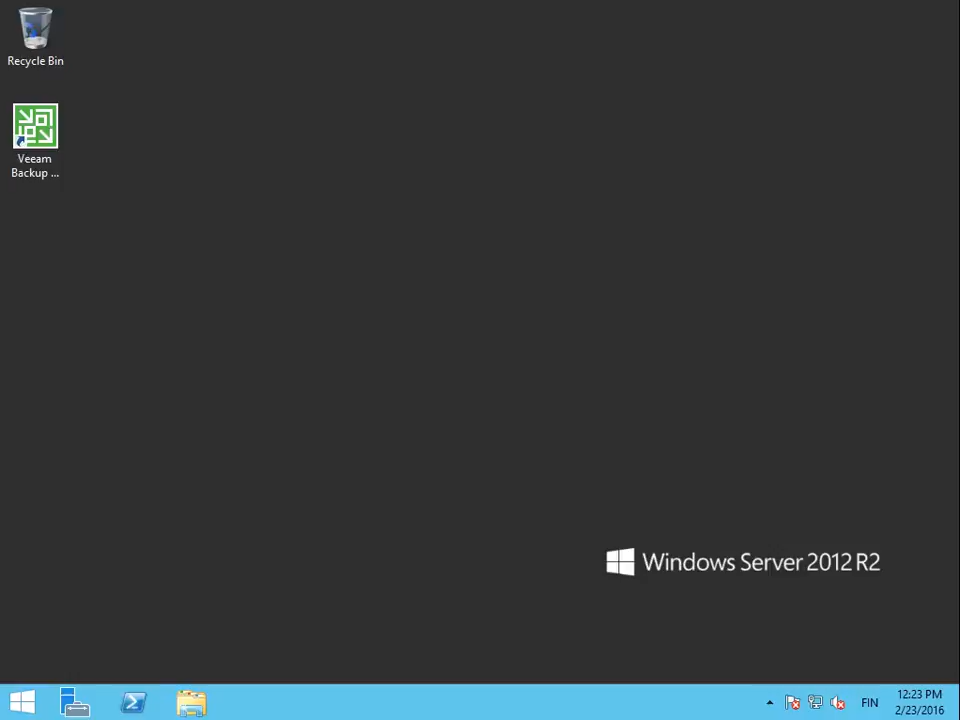 Recycle Bin
Veeam
Backup ...
Windows Server 2012 R2
FIN
12:23 PM
2/23/2016